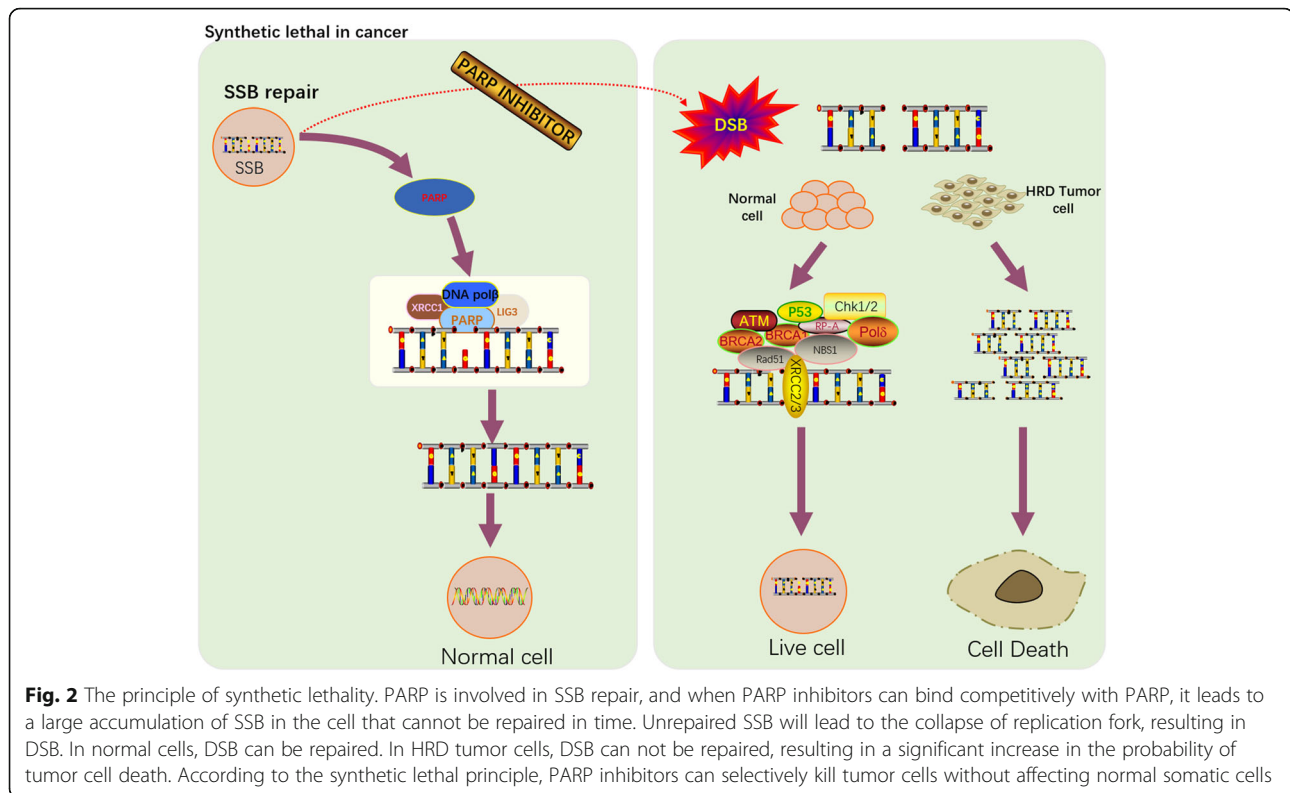 Synthetic lethal in cancer
SSB repair
SSB
PARP INHIBITOR
PARP
XRCC1
DNA polβ
LIG3
PARP
Normal cell
DSB
Normal
cell
HRD Tumor
cell
ATM
P53
Chk1/2
BRCA2
BRCA1
RP-A
Polδ
Rad51
NBS1
XRCC2/3
Live cell
Cell Death
Fig. 2 The principle of synthetic lethality. PARP is involved in SSB repair, and when PARP inhibitors can bind competitively with PARP, it leads to
a large accumulation of SSB in the cell that cannot be repaired in time. Unrepaired SSB will lead to the collapse of replication fork, resulting in
DSB. In normal cells, DSB can be repaired. In HRD tumor cells, DSB can not be repaired, resulting in a significant increase in the probability of
tumor cell death. According to the synthetic lethal principle, PARP inhibitors can selectively kill tumor cells without affecting normal somatic cells